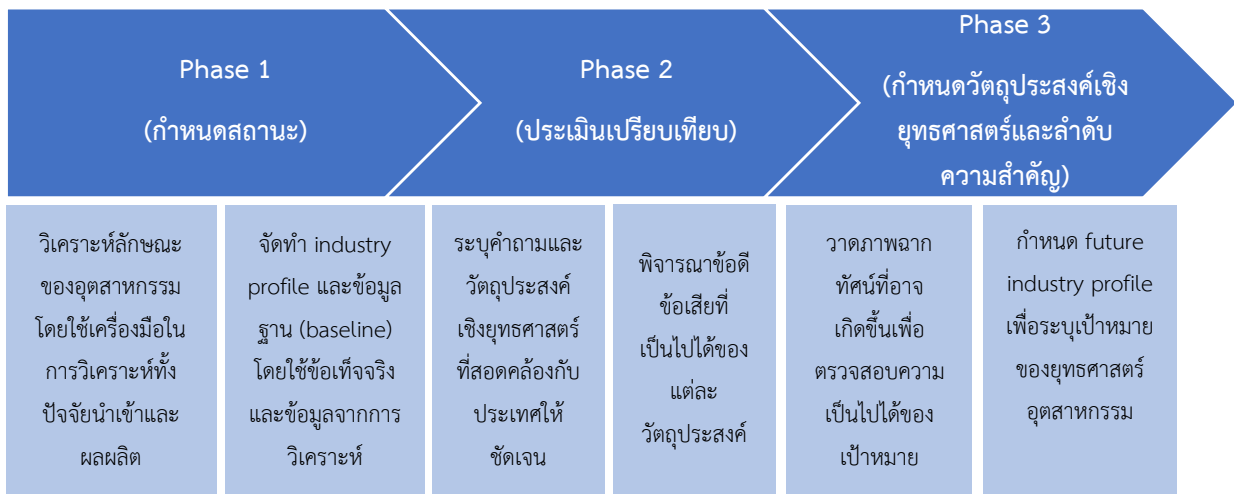 Phase 1
(กำหนดสถานะ)
Phase 2
(ประเมินเปรียบเทียบ)
Phase 3
(กำหนดวัตถุประสงค์เชิง
ยุทธศาสตร์และลำดับ
ความสำคัญ)
วิเคราะห์ลักษณะ
ของอุตสาหกรรม
โดยใช้เครื่องมือใน
การวิเคราะห์ทั้ง
ปัจจัยนำเข้าและ
ผลผลิต
จัดทำ industry
profile และข้อมูล
ฐาน (baseline)
โดยใช้ข้อเท็จจริง
และข้อมูลจากการ
วิเคราะห์
ระบุคำถามและ
วัตถุประสงค์
เชิงยุทธศาสตร์
ที่สอดคล้องกับ
ประเทศให้
ชัดเจน
พิจารณาข้อดี
ข้อเสียที่
เป็นไปได้ของ
แต่ละ
วัตถุประสงค์
วาดภาพฉาก
ทัศน์ที่อาจ
เกิดขึ้นเพื่อ
ตรวจสอบความ
เป็นไปได้ของ
เป้าหมาย
กำหนด future
industry profile
เพื่อระบุเป้าหมาย
ของยุทธศาสตร์
อุตสาหกรรม